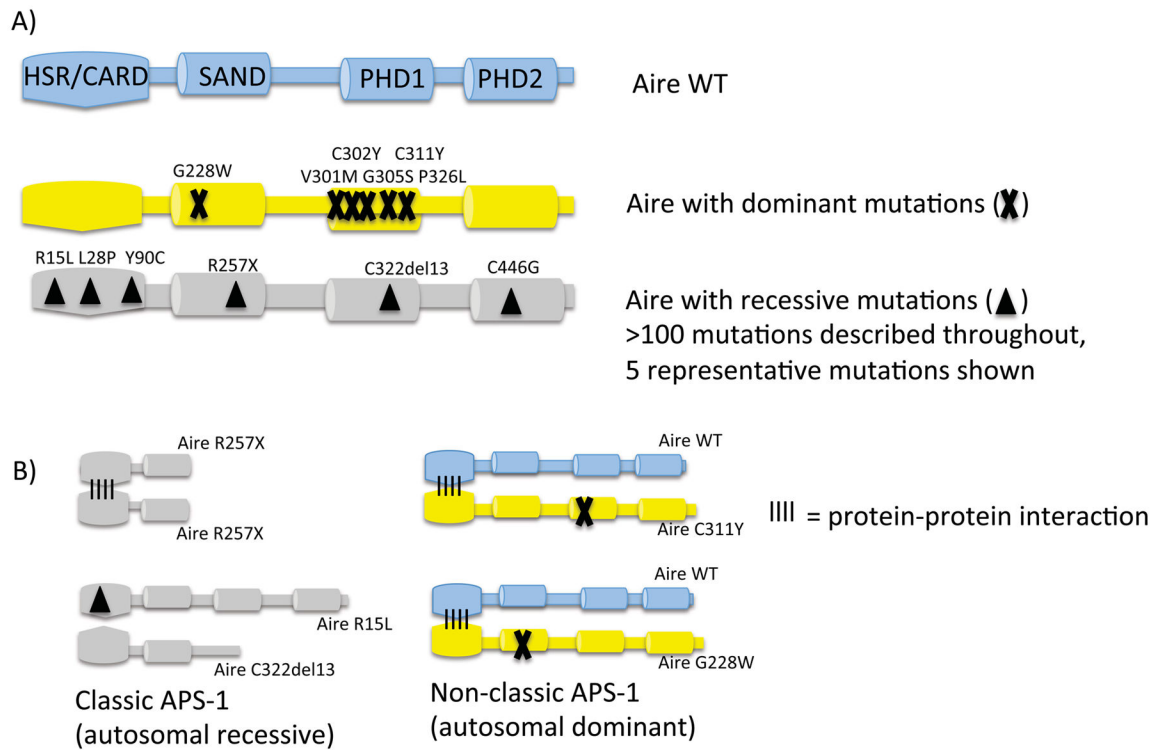 A)
HSR/CARD SAND PHD1 PHD2
Aire WT
C302Y C311Y
G228W V301M G305S P326L
Aire with dominant mutations (X)
R15L L28P Y90C R257X C322del13 C446G
Aire with recessive mutations (▲)
>100 mutations described throughout,
5 representative mutations shown
B)
Aire R257X
Aire R257X
Aire R15L
Aire C322del13
Classic APS-1
(autosomal recessive)
Aire WT
Aire C311Y
Aire WT
Aire G228W
Non-classic APS-1
(autosomal dominant)
= protein-protein interaction